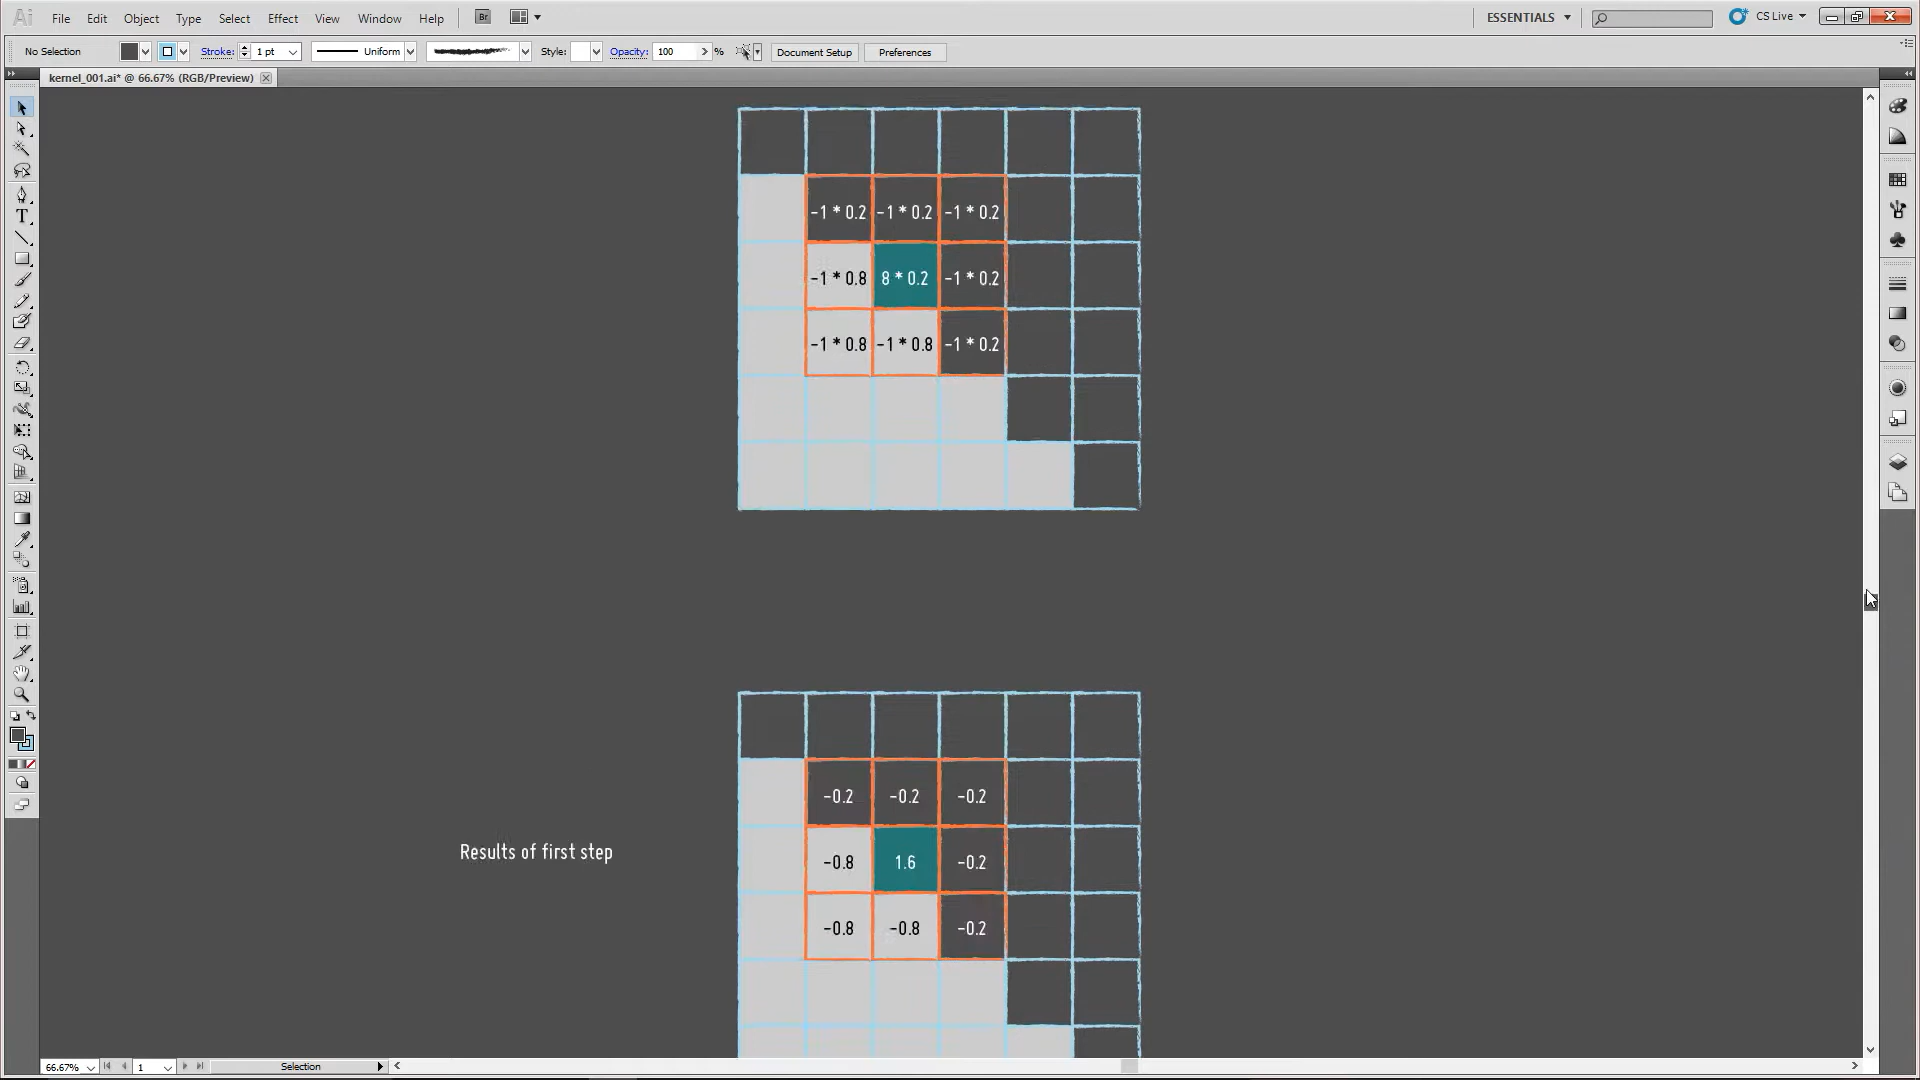 Ai File Edit Object Type Select Effect View Window Help Br ESSENTIALS CS Live
No Selection Stroke: 1 pt Uniform Style: Opacity: 100 % Document Setup Preferences
kernel_001.ai* @ 66.67% (RGB/Preview)
-1 * 0.2 -1 * 0.2 -1 * 0.2
-1 * 0.8 8 * 0.2 -1 * 0.2
-1 * 0.8 -1 * 0.8 -1 * 0.2
-0.2 -0.2 -0.2
Results of first step
-0.8 1.6 -0.2
-0.8 -0.8 -0.2
66.67% 1 Selection